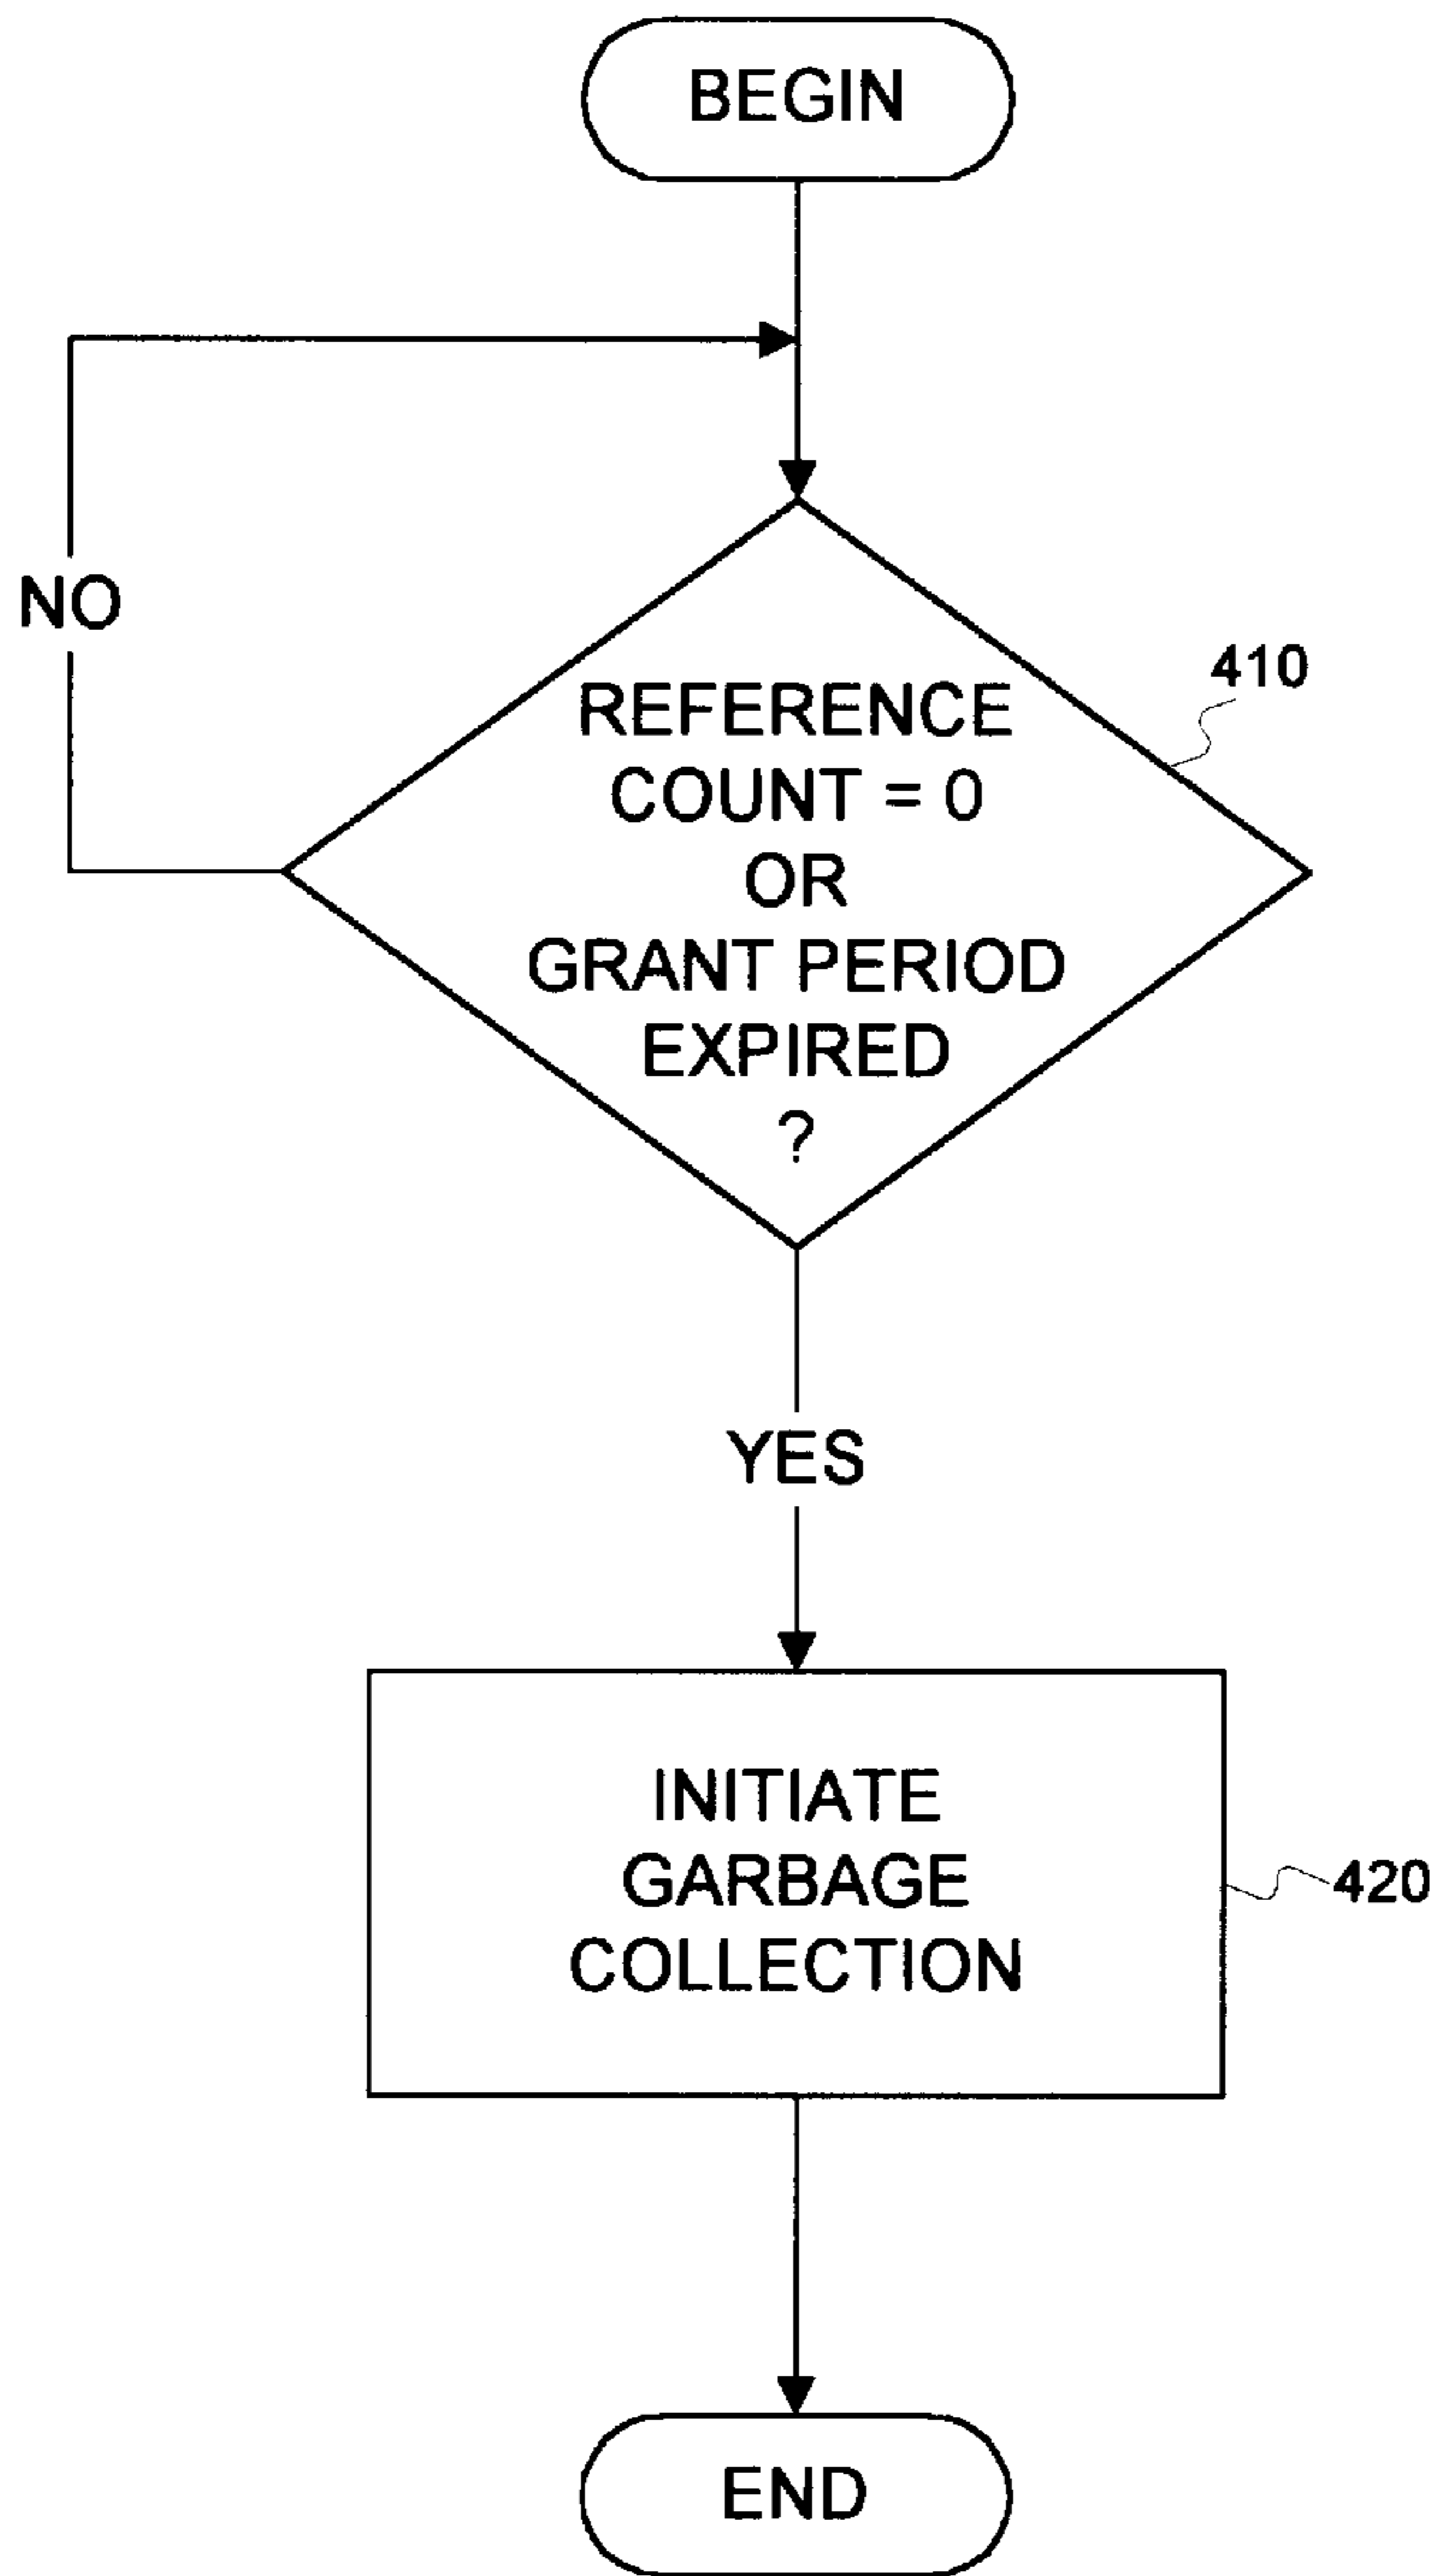 BEGIN
NO
410
REFERENCE
COUNT = 0
OR
GRANT PERIOD
EXPIRED
?
YES
INITIATE
GARBAGE
COLLECTION
420
END